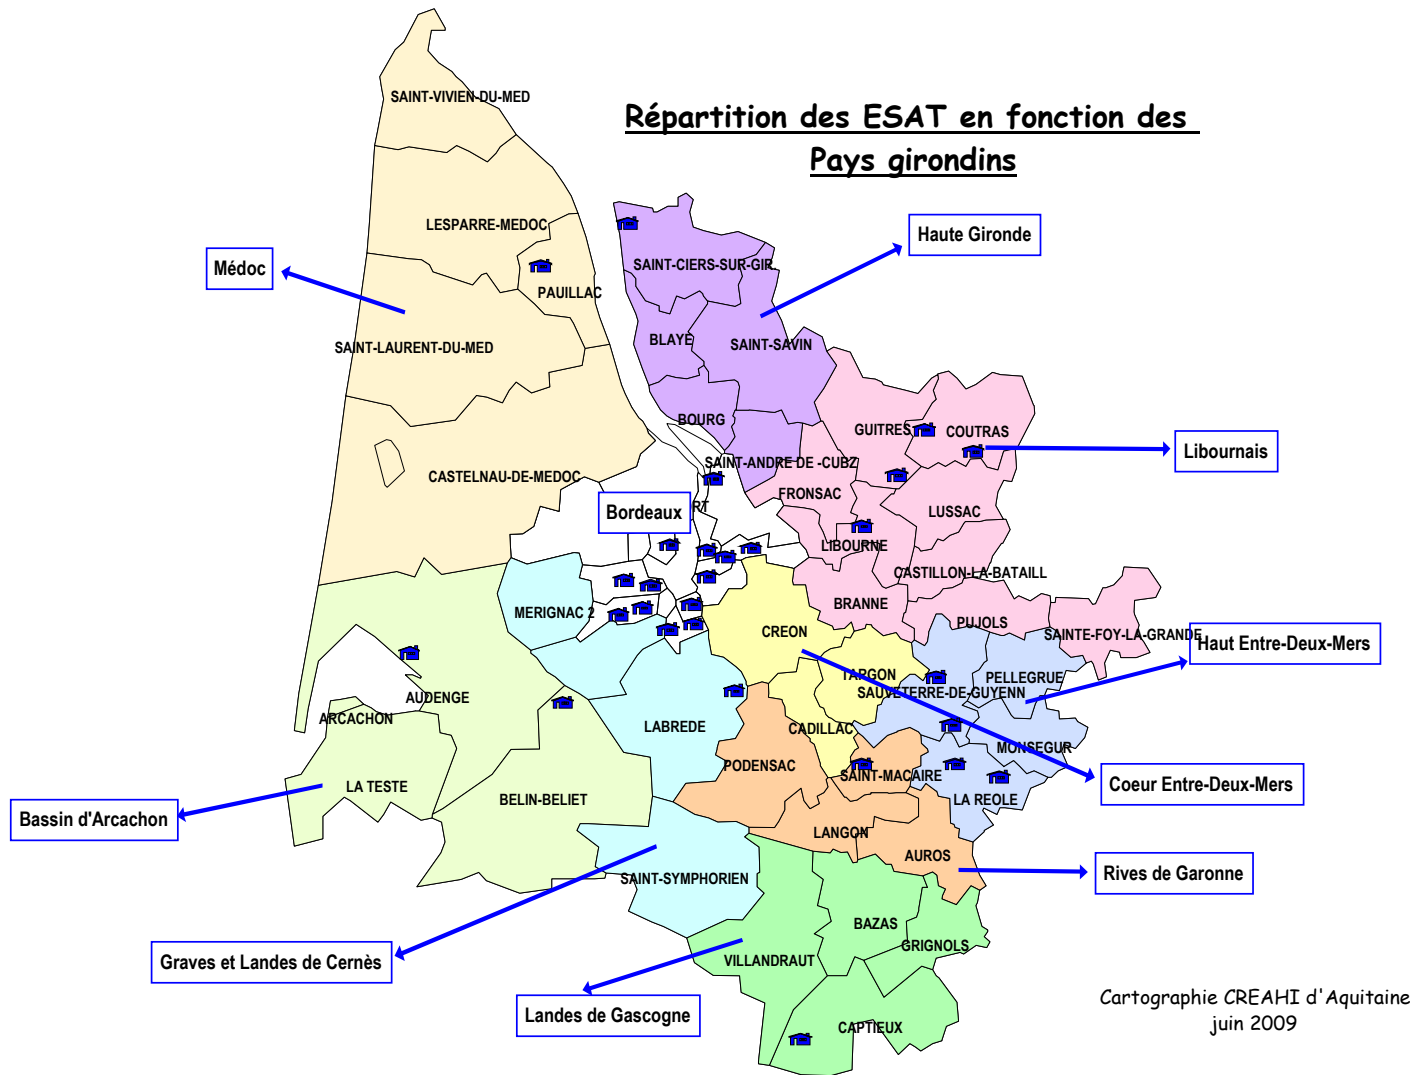 Répartition des ESAT en fonction des
Pays girondins
SAINT-VIVIEN-DU-MED
LESPARRE-MEDOC
Haute Gironde
Médoc
SAINT-CIERS-SUR-GIR
PAUILLAC
BLAYE
SAINT-SAVIN
SAINT-LAURENT-DU-MED
BOURG
GUITRES
COUTRAS
Libournais
SAINT-ANDRE DE -CUBZ
CASTELNAU-DE-MEDOC
FRONSAC
Bordeaux
RT
LUSSAC
LIBOURNE
CASTILLON-LA-BATAILL
MERIGNAC 2
BRANNE
PUJOLS
CREON
SAINTE-FOY-LA-GRANDE
Haut Entre-Deux-Mers
TARGON
PELLEGRUE
SAUVETERRE-DE-GUYENN
AUDENGE
ARCACHON
LABREDE
CADILLAC
MONSEGUR
PODENSAC
SAINT-MACAIRE
LA TESTE
BELIN-BELIET
LA REOLE
Coeur Entre-Deux-Mers
Bassin d'Arcachon
LANGON
AUROS
Rives de Garonne
SAINT-SYMPHORIEN
BAZAS
GRIGNOLS
Graves et Landes de Cernès
VILLANDRAUT
Landes de Gascogne
CAPTIEUX
Cartographie CREAHI d'Aquitaine
juin 2009